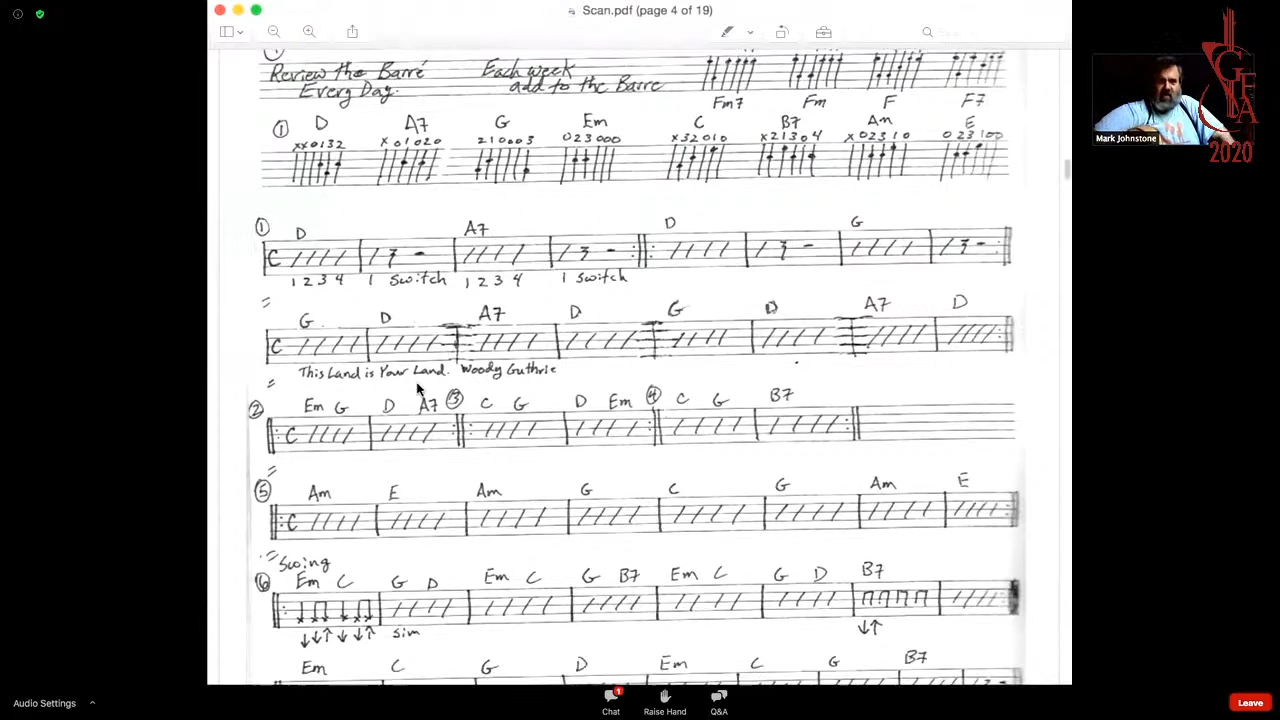 Scan.pdf (page 4 of 19)
Review the Barré Each week
Every Day. add to the Barre
Fm7 Fm F F7
① D A7 G Em C B7 Am E
xx0132 x01020 210003 023000 x32010 x21304 x02310 023100
① D A7 D G
C
1 2 3 4 1 Switch 1 2 3 4 1 Switch
G D A7 D G D A7 D
C
This Land is Your Land. Woody Guthrie
② Em G D A7 ③ C G D Em ④ C G B7
C
⑤ Am E Am G C G Am E
C
Swing
⑥ Em C G D Em C G B7 Em C G D B7
↓↓↑ ↓ ↓↑ sim ↓↑
Em C G D Em C G B7
Mark Johnstone
GFA
2020
Audio Settings
1
Chat Raise Hand Q&A
Leave